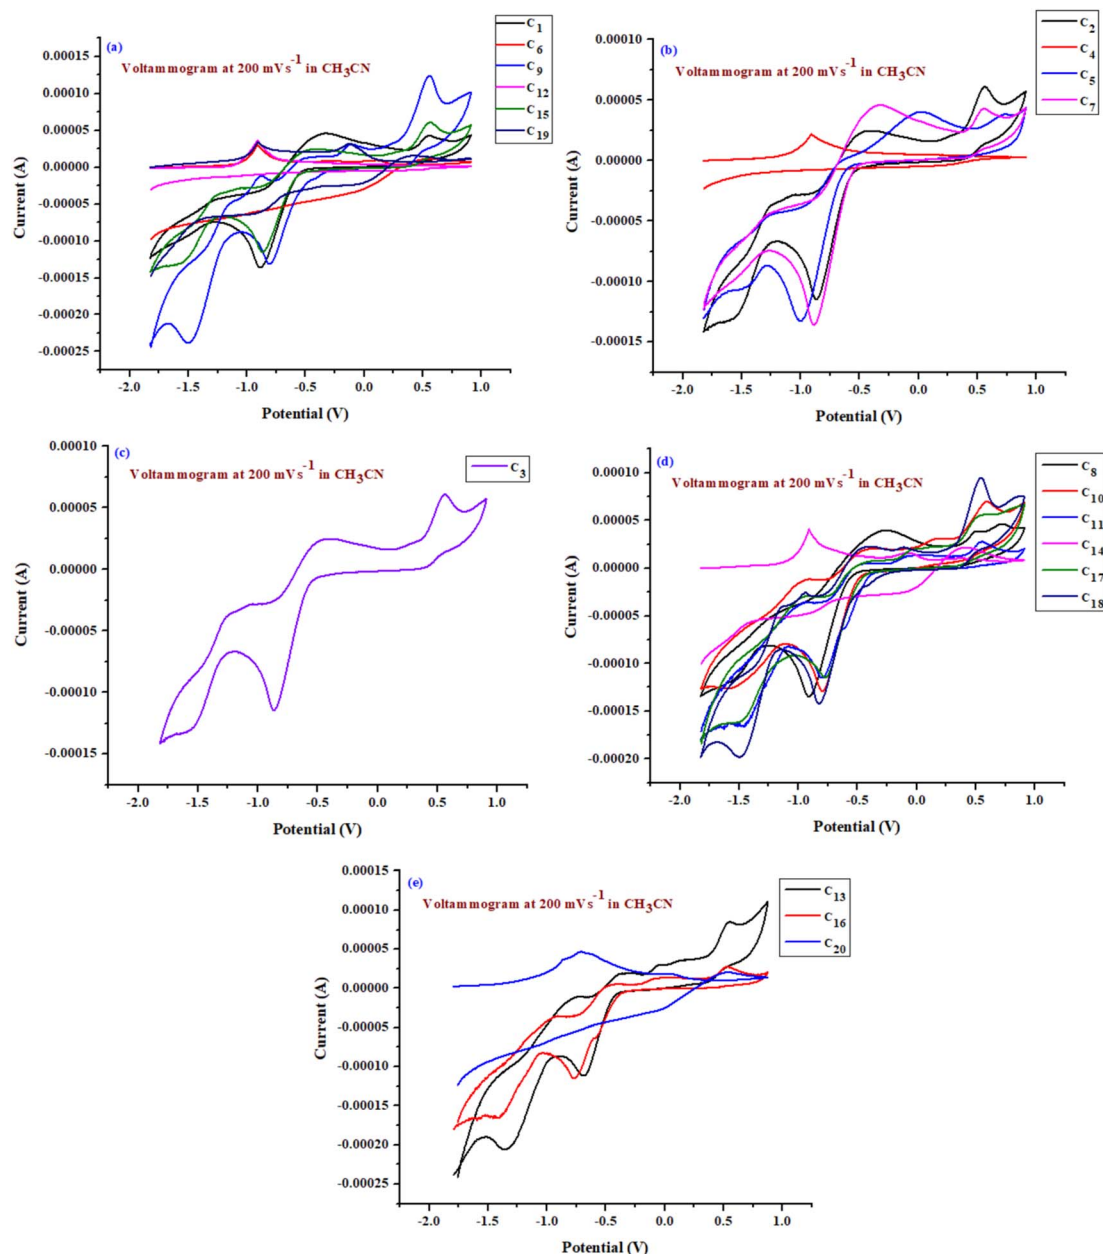 (a)
Voltammogram at 200 mVs-1 in CH3CN
C1
C6
C9
C12
C15
C19
0.00010
0.00005
0.00000
-0.00005
-0.00010
-0.00015
-0.00020
-0.00025
Current (A)
-2.0 -1.5 -1.0 -0.5 0.0 0.5 1.0
Potential (V)
(b)
Voltammogram at 200 mVs-1 in CH3CN
C2
C4
C5
C7
0.00010
0.00005
0.00000
-0.00005
-0.00010
-0.00015
Current (A)
-2.0 -1.5 -1.0 -0.5 0.0 0.5 1.0
Potential (V)
(c)
Voltammogram at 200 mVs-1 in CH3CN
C3
0.00010
0.00005
0.00000
-0.00005
-0.00010
-0.00015
Current (A)
-2.0 -1.5 -1.0 -0.5 0.0 0.5 1.0
Potential (V)
(d)
Voltammogram at 200 mVs-1 in CH3CN
C8
C10
C11
C14
C17
C18
0.00010
0.00005
0.00000
-0.00005
-0.00010
-0.00015
-0.00020
Current (A)
-2.0 -1.5 -1.0 -0.5 0.0 0.5 1.0
Potential (V)
(e)
Voltammogram at 200 mVs-1 in CH3CN
C13
C16
C20
0.00015
0.00010
0.00005
0.00000
-0.00005
-0.00010
-0.00015
-0.00020
-0.00025
Current (A)
-2.0 -1.5 -1.0 -0.5 0.0 0.5 1.0
Potential (V)